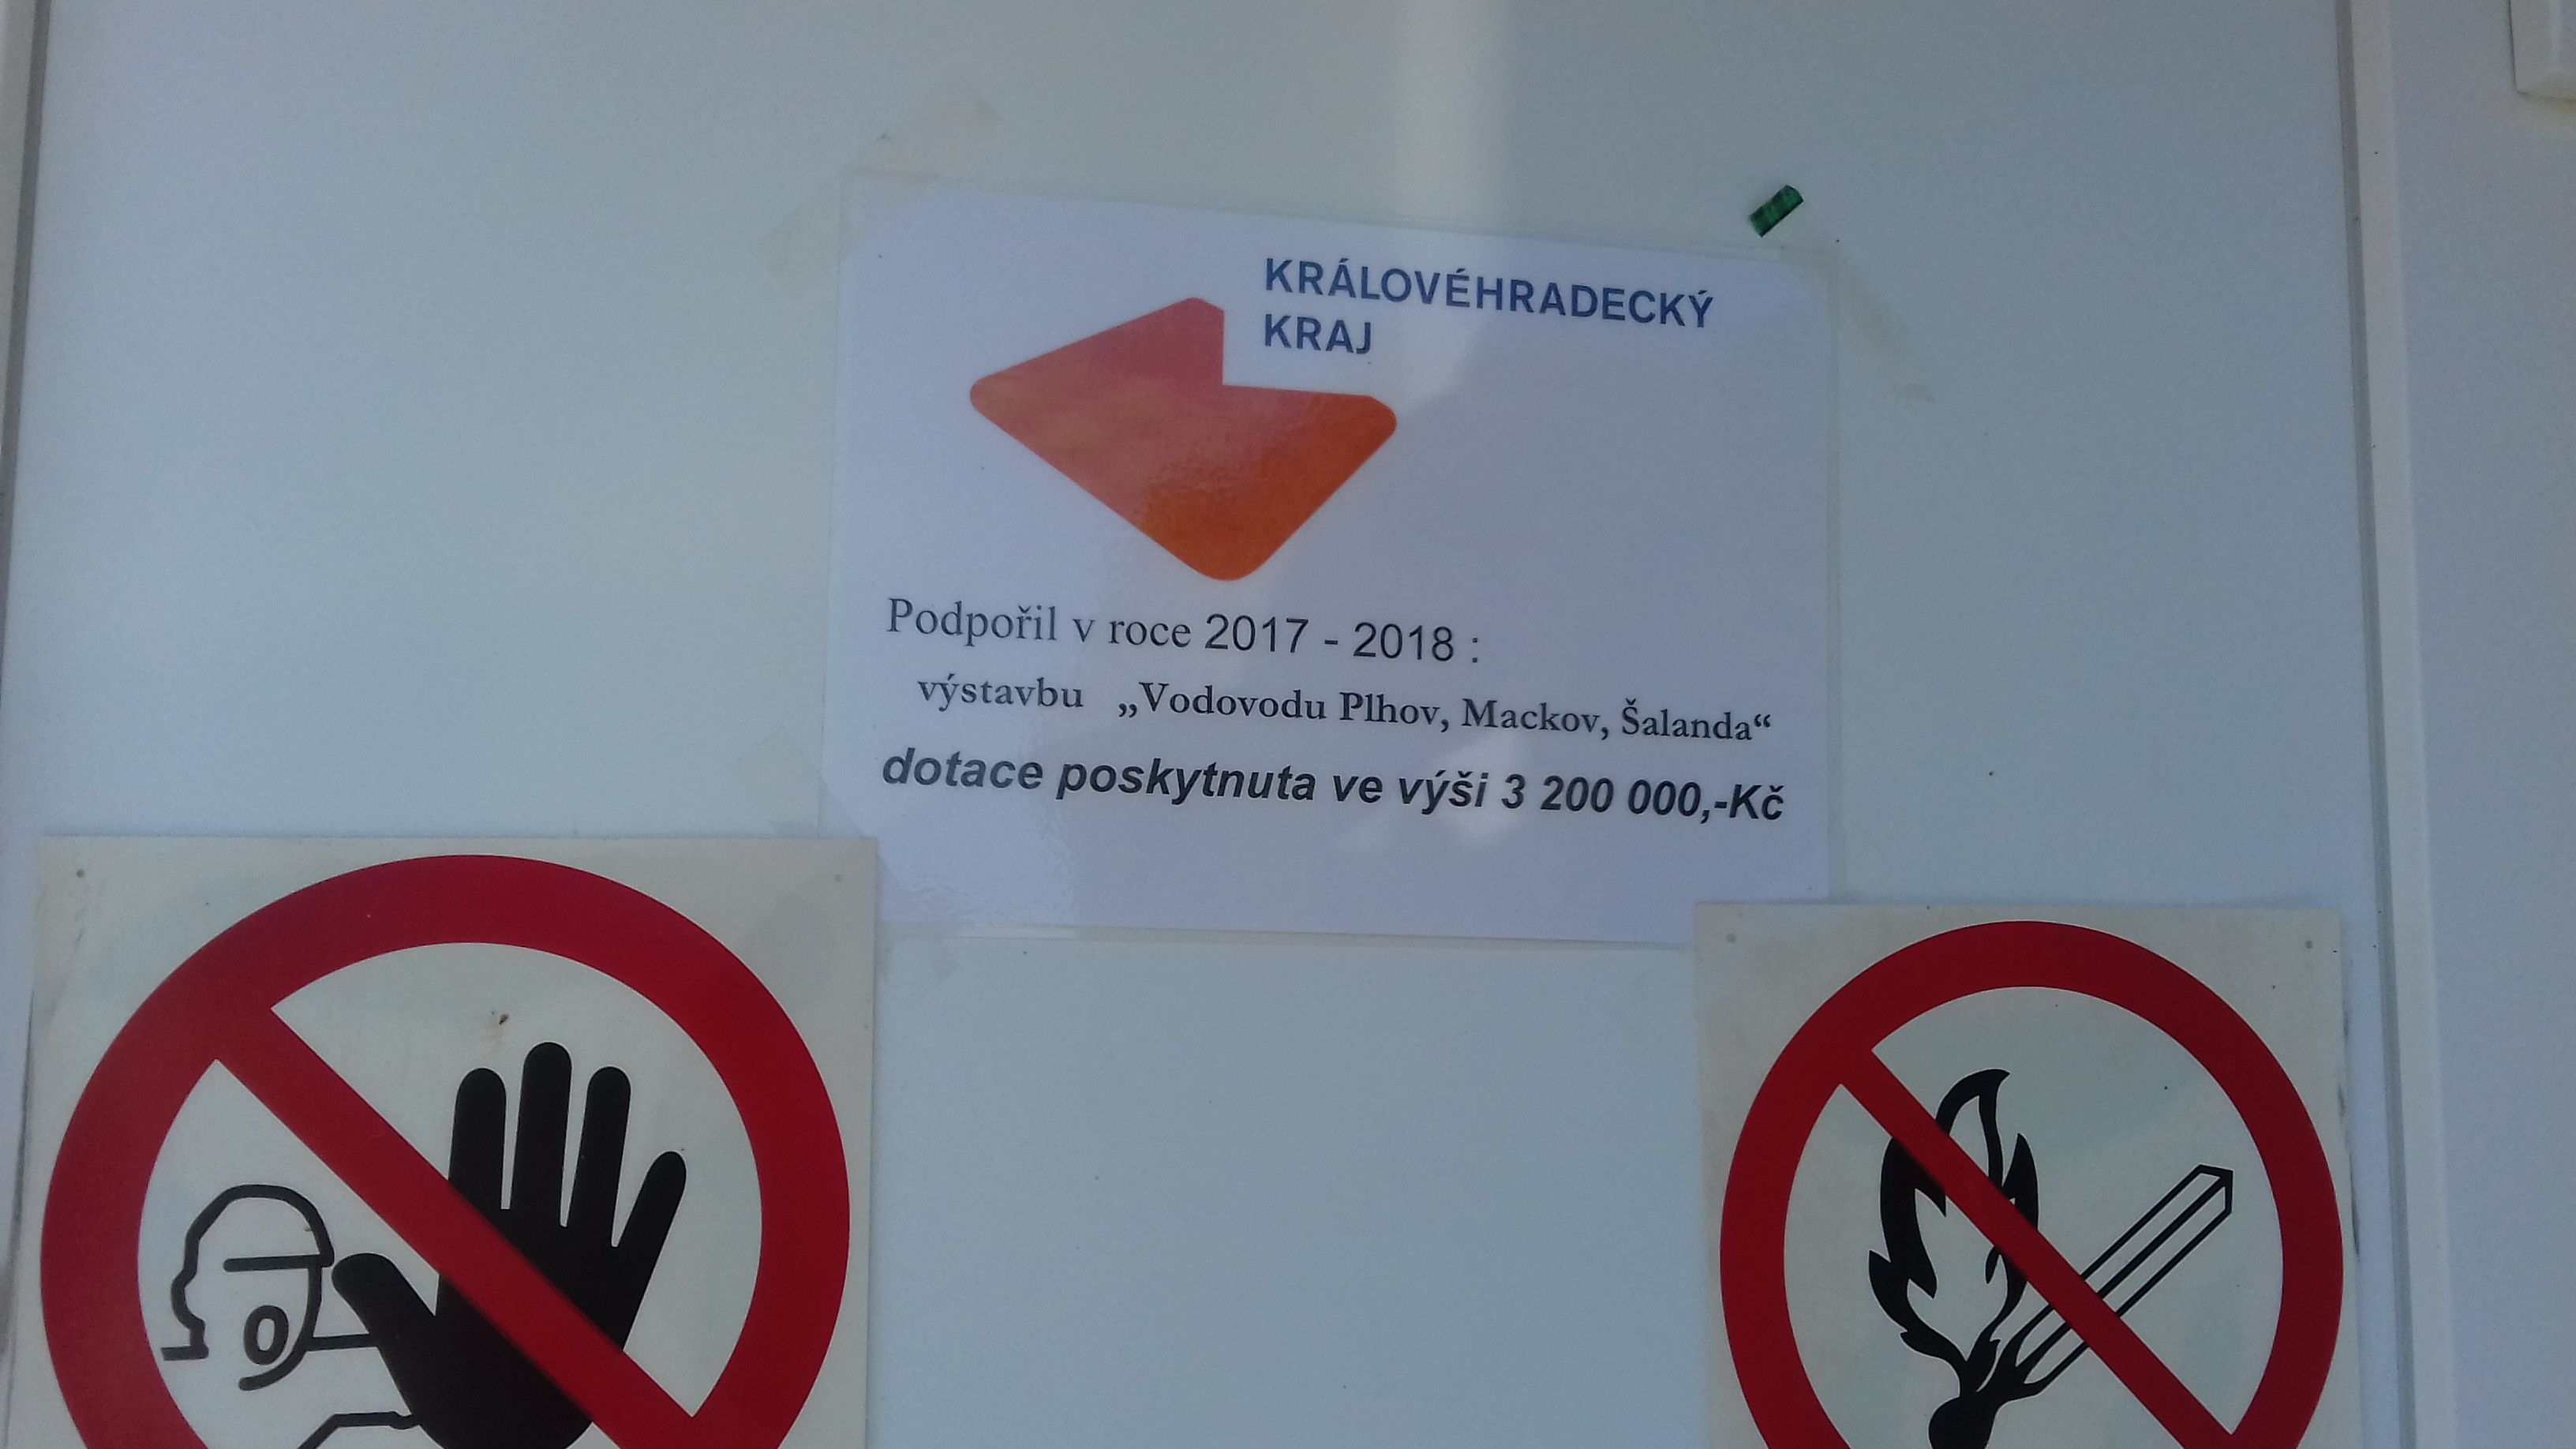 KRÁLOVÉHRADECKÝ
KRAJ
Podpořil v roce 2017 - 2018 :
výstavbu „Vodovodu Plhov, Mackov, Šalanda“
dotace poskytnuta ve výši 3 200 000,-Kč